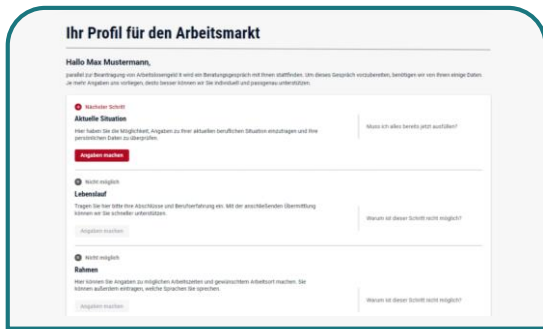 Ihr Profil für den Arbeitsmarkt
Hallo Max Mustermann,
parallel zur Beantragung von Arbeitslosengeld II wird ein Beratungsgespräch mit Ihnen stattfinden. Um dieses Gespräch vorzubereiten, benötigen wir von Ihnen einige Daten.
Je mehr Angaben uns vorliegen, desto besser können wir Sie individuell und passgenau unterstützen.
Nächster Schritt
Aktuelle Situation
Hier haben Sie die Möglichkeit, Angaben zu Ihrer aktuellen beruflichen Situation einzutragen und Ihre
persönlichen Daten zu überprüfen.
Muss ich alles bereits jetzt ausfüllen?
Angaben machen
Nicht möglich
Lebenslauf
Tragen Sie hier bitte Ihre Abschlüsse und Berufserfahrung ein. Mit der anschließenden Übermittlung
können wir Sie schneller unterstützen.
Warum ist dieser Schritt nicht möglich?
Angaben machen
Nicht möglich
Rahmen
Hier können Sie Angaben zu möglichen Arbeitszeiten und gewünschtem Arbeitsort machen. Sie
können außerdem eintragen, welche Sprachen Sie sprechen.
Warum ist dieser Schritt nicht möglich?
Angaben machen